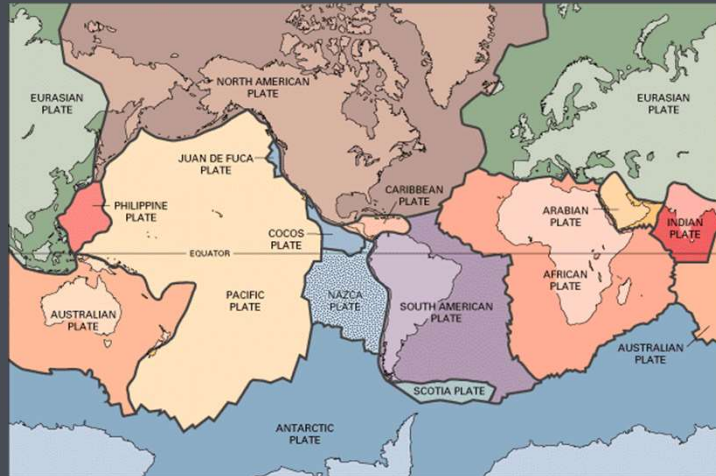 NORTH AMERICAN
PLATE
EURASIAN
PLATE
EURASIAN
PLATE
JUAN DE FUCA
PLATE
CARIBBEAN
PLATE
PHILIPPINE
PLATE
ARABIAN
PLATE
INDIAN
PLATE
COCOS
PLATE
EQUATOR
AFRICAN
PLATE
PACIFIC
PLATE
NAZCA
PLATE
SOUTH AMERICAN
PLATE
AUSTRALIAN
PLATE
AUSTRALIAN
PLATE
SCOTIA PLATE
ANTARCTIC
PLATE